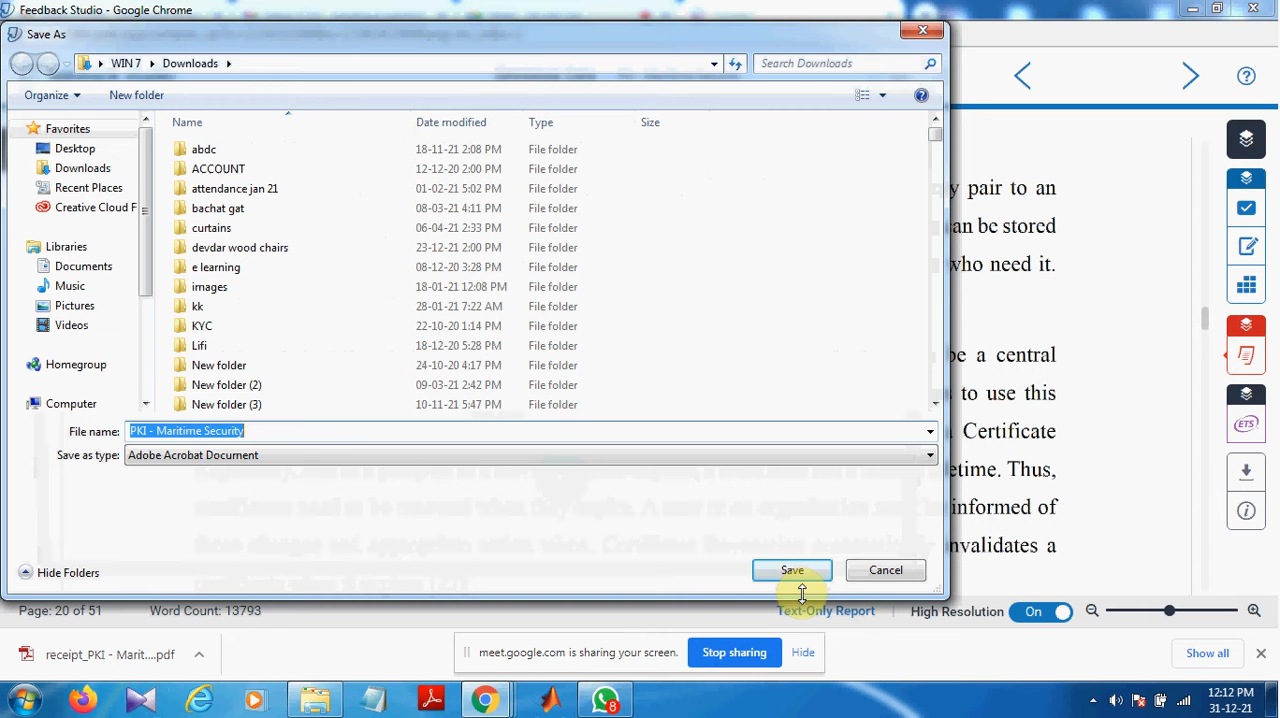 Feedback Studio - Google Chrome
Save As
WIN 7 Downloads
Search Downloads
Organize New folder
Name Date modified Type Size
Favorites
Desktop
Downloads
Recent Places
Creative Cloud F
Libraries
Documents
Music
Pictures
Videos
Homegroup
Computer
abdc 18-11-21 2:08 PM File folder
ACCOUNT 12-12-20 2:00 PM File folder
attendance jan 21 01-02-21 5:02 PM File folder
bachat gat 08-03-21 4:11 PM File folder
curtains 06-04-21 2:33 PM File folder
devdar wood chairs 23-12-21 2:00 PM File folder
e learning 08-12-20 3:28 PM File folder
images 18-01-21 12:08 PM File folder
kk 28-01-21 7:22 AM File folder
KYC 22-10-20 1:14 PM File folder
Lifi 18-12-20 5:28 PM File folder
New folder 24-10-20 4:17 PM File folder
New folder (2) 09-03-21 2:42 PM File folder
New folder (3) 10-11-21 5:47 PM File folder
File name: PKI - Maritime Security
Save as type: Adobe Acrobat Document
Hide Folders
Save Cancel
pair to an
an be stored
who need it.
be a central
to use this
Certificate
etime. Thus,
informed of
nvalidates a
ETS
Page: 20 of 51 Word Count: 13793 Text-Only Report High Resolution On
receipt_PKI - Marit....pdf
meet.google.com is sharing your screen. Stop sharing Hide
Show all
8
12:12 PM
31-12-21